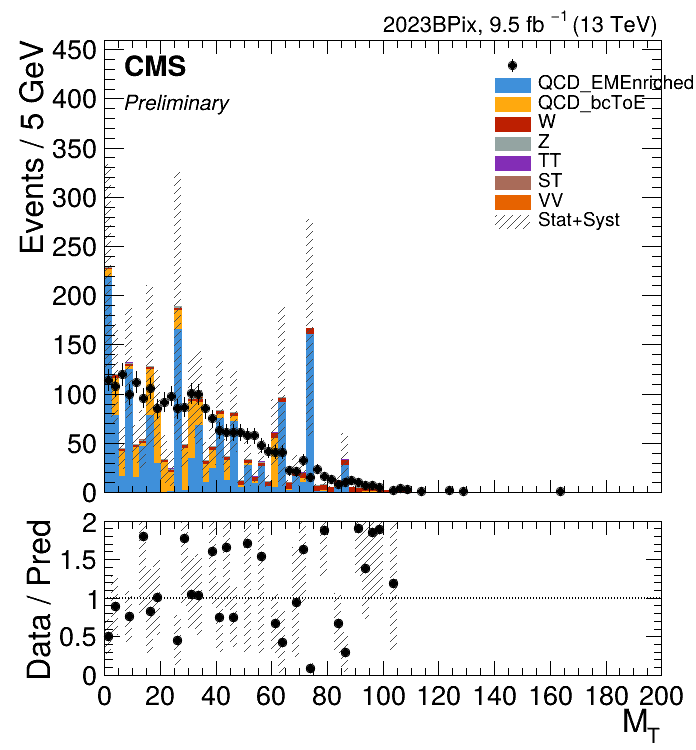 2023BPix, 9.5 fb⁻¹ (13 TeV)
CMS
Preliminary
Events / 5 GeV
450
400
350
300
250
200
150
100
50
0
QCD_EMEnriched
QCD_bcToE
W
Z
TT
ST
VV
Stat+Syst
Data / Pred
2
1.5
1
0.5
0
0 20 40 60 80 100 120 140 160 180 200
M_T